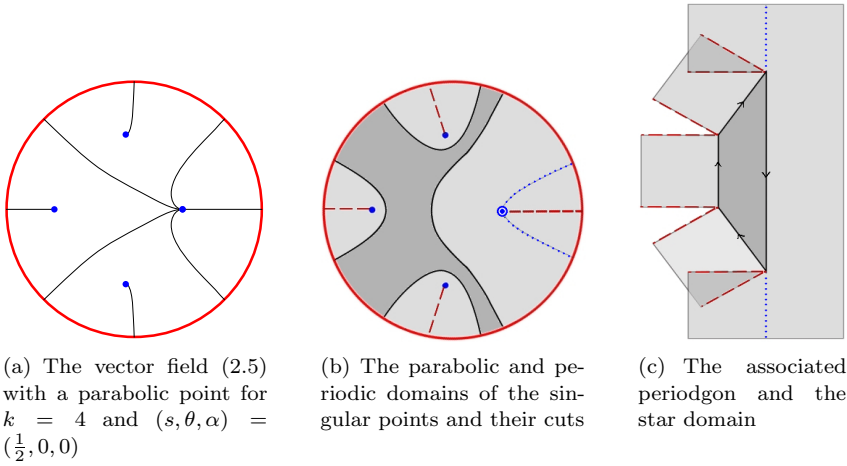 (a) The vector field (2.5)
with a parabolic point for
k = 4 and (s, θ, α) =
(½, 0, 0)
(b) The parabolic and pe-
riodic domains of the sin-
gular points and their cuts
(c) The associated
periodgon and the
star domain